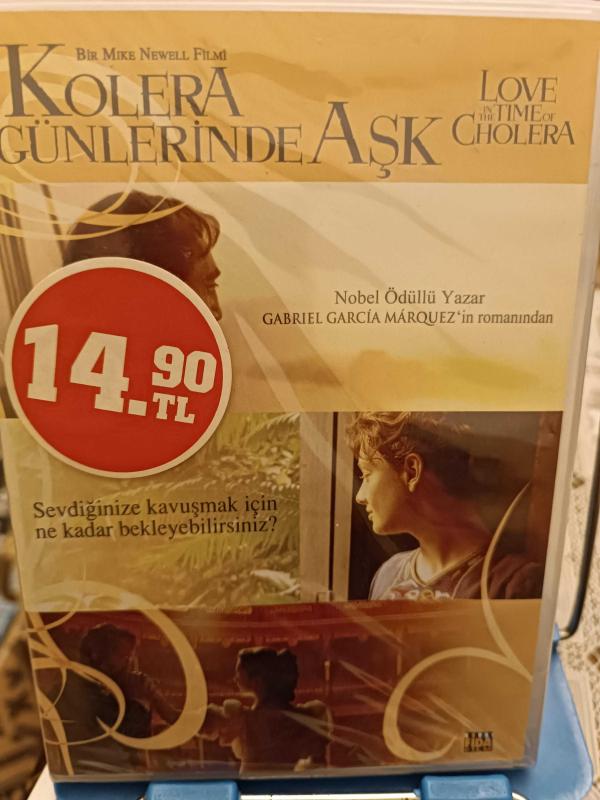 BIR MIKE NEWELL FILMI
KOLERA
GÜNLERİNDE AŞK
LOVE
IN THE TIME OF
CHOLERA
Nobel Ödüllü Yazar
GABRIEL GARCÍA MÁRQUEZ'in romanından
14.90
TL
Sevdiğinize kavuşmak için
ne kadar bekleyebilirsiniz?